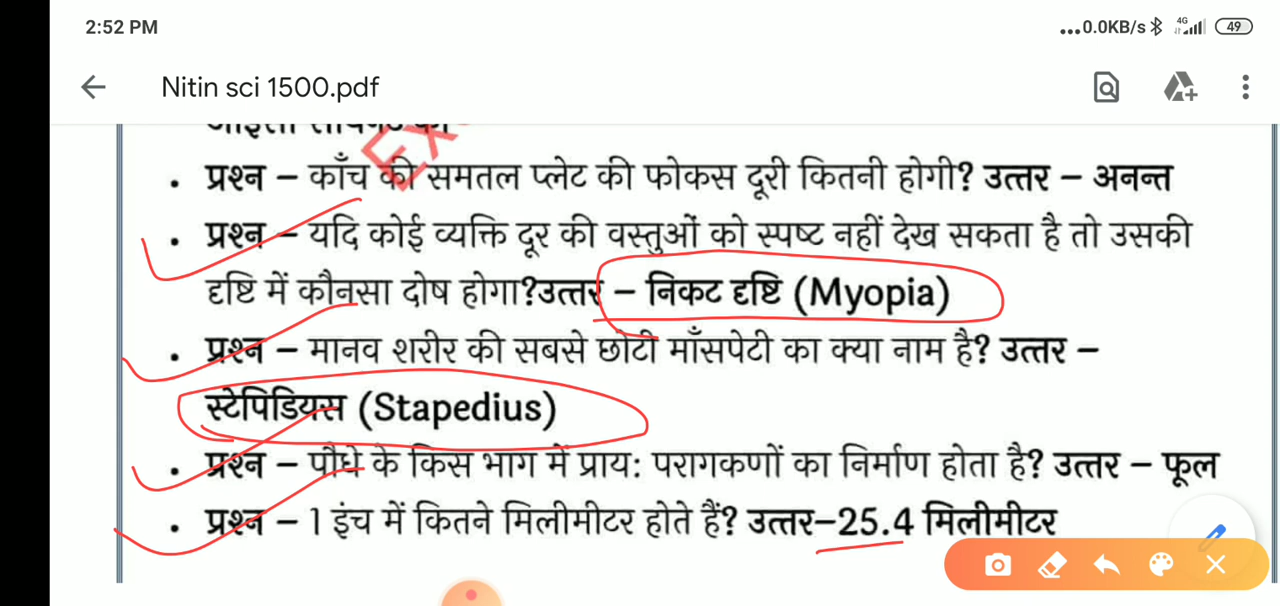 2:52 PM
...0.0KB/s 4G 49
Nitin sci 1500.pdf
Ex
. प्रश्न – काँच की समतल प्लेट की फोकस दूरी कितनी होगी? उत्तर – अनन्त
. प्रश्न – यदि कोई व्यक्ति दूर की वस्तुओं को स्पष्ट नहीं देख सकता है तो उसकी
दृष्टि में कौनसा दोष होगा?उत्तर – निकट दृष्टि (Myopia)
. प्रश्न – मानव शरीर की सबसे छोटी माँसपेटी का क्या नाम है? उत्तर –
स्टेपिडियस (Stapedius)
. प्रश्न – पौधे के किस भाग में प्राय: परागकणों का निर्माण होता है? उत्तर – फूल
. प्रश्न – 1 इंच में कितने मिलीमीटर होते हैं? उत्तर–25.4 मिलीमीटर